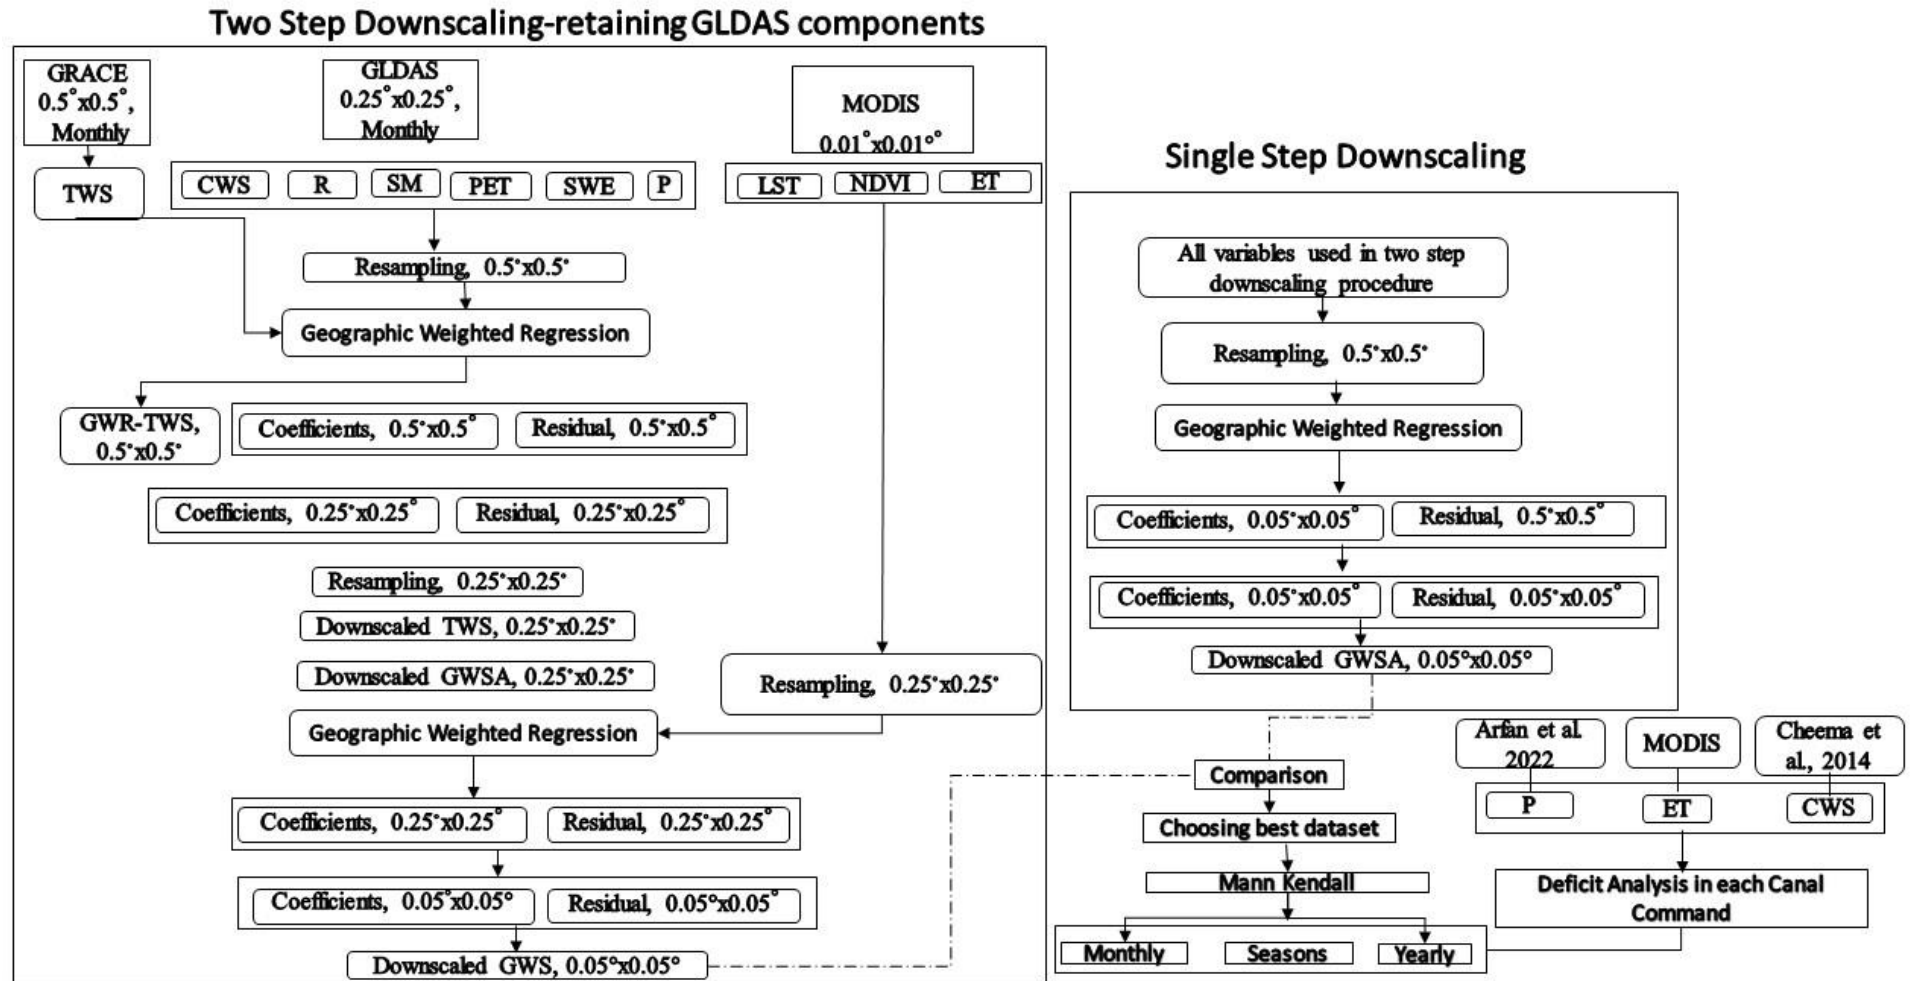 Two Step Downscaling-retaining GLDAS components
GRACE
0.5°x0.5°,
Monthly
GLDAS
0.25°x0.25°,
Monthly
MODIS
0.01°x0.01°°
TWS
CWS
R
SM
PET
SWE
P
LST
NDVI
ET
Resampling, 0.5°x0.5°
Geographic Weighted Regression
GWR-TWS,
0.5°x0.5°
Coefficients, 0.5°x0.5°
Residual, 0.5°x0.5°
Coefficients, 0.25°x0.25°
Residual, 0.25°x0.25°
Resampling, 0.25°x0.25°
Downscaled TWS, 0.25°x0.25°
Downscaled GWSA, 0.25°x0.25°
Resampling, 0.25°x0.25°
Geographic Weighted Regression
Coefficients, 0.25°x0.25°
Residual, 0.25°x0.25°
Coefficients, 0.05°x0.05°
Residual, 0.05°x0.05°
Downscaled GWS, 0.05°x0.05°
Single Step Downscaling
All variables used in two step
downscaling procedure
Resampling, 0.5°x0.5°
Geographic Weighted Regression
Coefficients, 0.05°x0.05°
Residual, 0.5°x0.5°
Coefficients, 0.05°x0.05°
Residual, 0.05°x0.05°
Downscaled GWSA, 0.05°x0.05°
Comparison
Choosing best dataset
Mann Kendall
Monthly
Seasons
Yearly
Arfan et al.
2022
MODIS
Cheema et
al., 2014
P
ET
CWS
Deficit Analysis in each Canal
Command